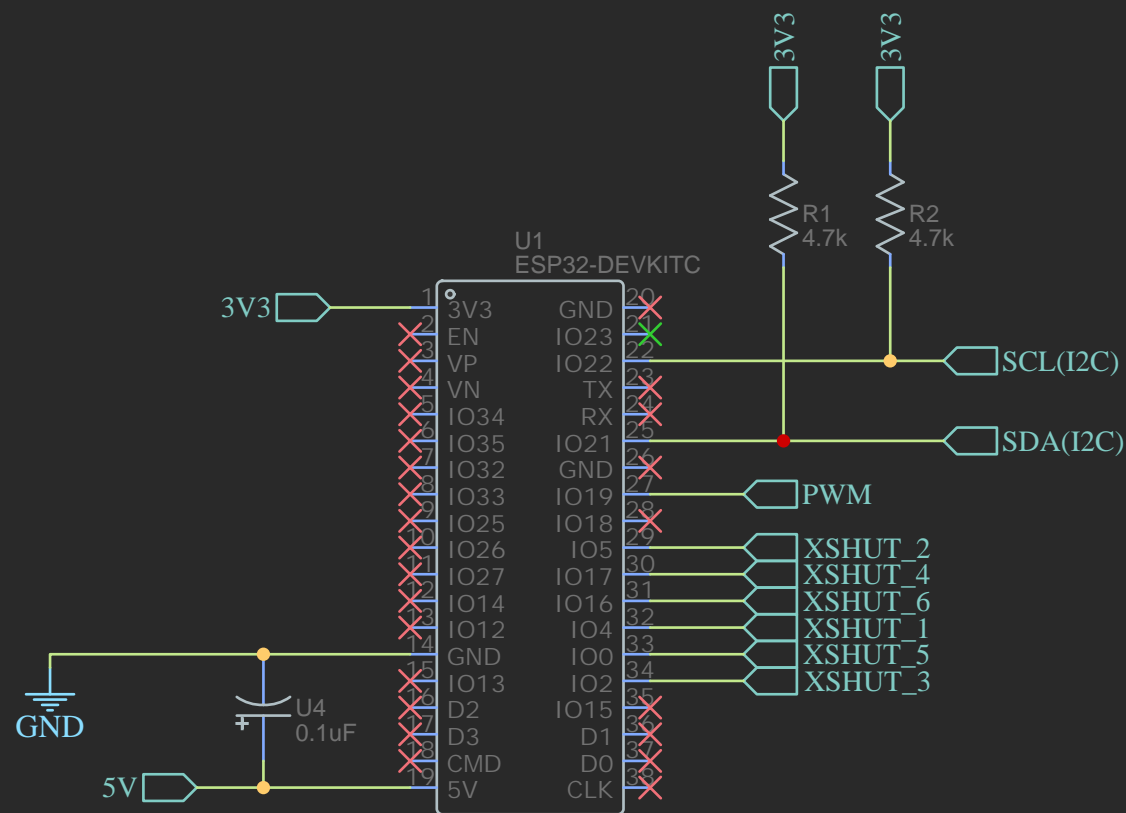 3V3
3V3
R1
4.7k
R2
4.7k
U1
ESP32-DEVKITC
3V3
1
3V3
GND
20
2
EN
IO23
21
3
VP
IO22
22
SCL(I2C)
4
VN
TX
23
5
IO34
RX
24
6
IO35
IO21
25
SDA(I2C)
7
IO32
GND
26
8
IO33
IO19
27
PWM
9
IO25
IO18
28
10
IO26
IO5
29
XSHUT_2
11
IO27
IO17
30
XSHUT_4
12
IO14
IO16
31
XSHUT_6
13
IO12
IO4
32
XSHUT_1
14
GND
IO0
33
XSHUT_5
15
IO13
IO2
34
XSHUT_3
16
D2
IO15
35
17
D3
D1
36
18
CMD
D0
37
19
5V
CLK
38
GND
U4
0.1uF
+
5V